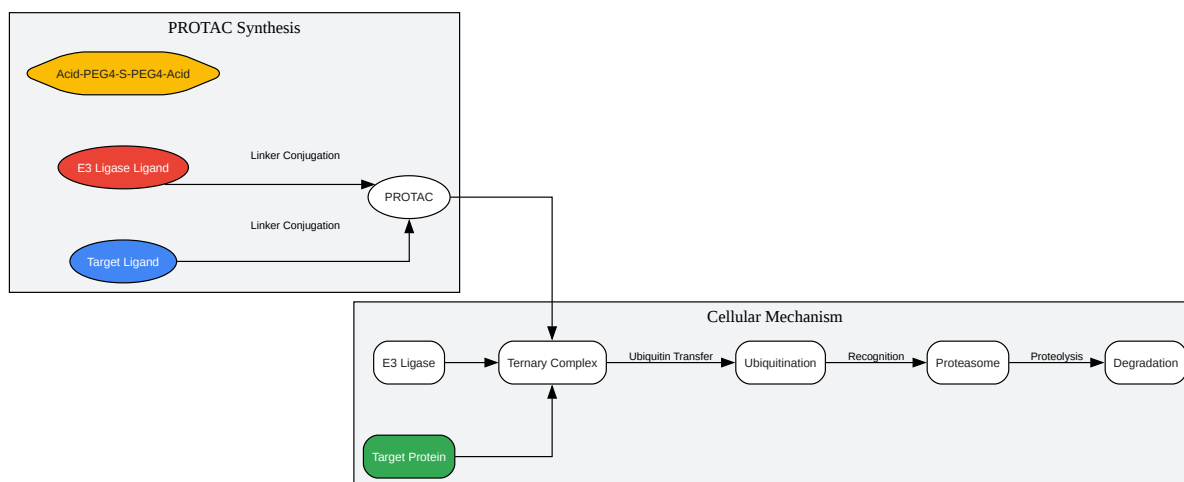 PROTAC Synthesis
Acid-PEG4-S-PEG4-Acid
E3 Ligase Ligand
Linker Conjugation
PROTAC
Linker Conjugation
Target Ligand
Cellular Mechanism
E3 Ligase
Ternary Complex
Ubiquitin Transfer
Ubiquitination
Recognition
Proteasome
Proteolysis
Degradation
Target Protein